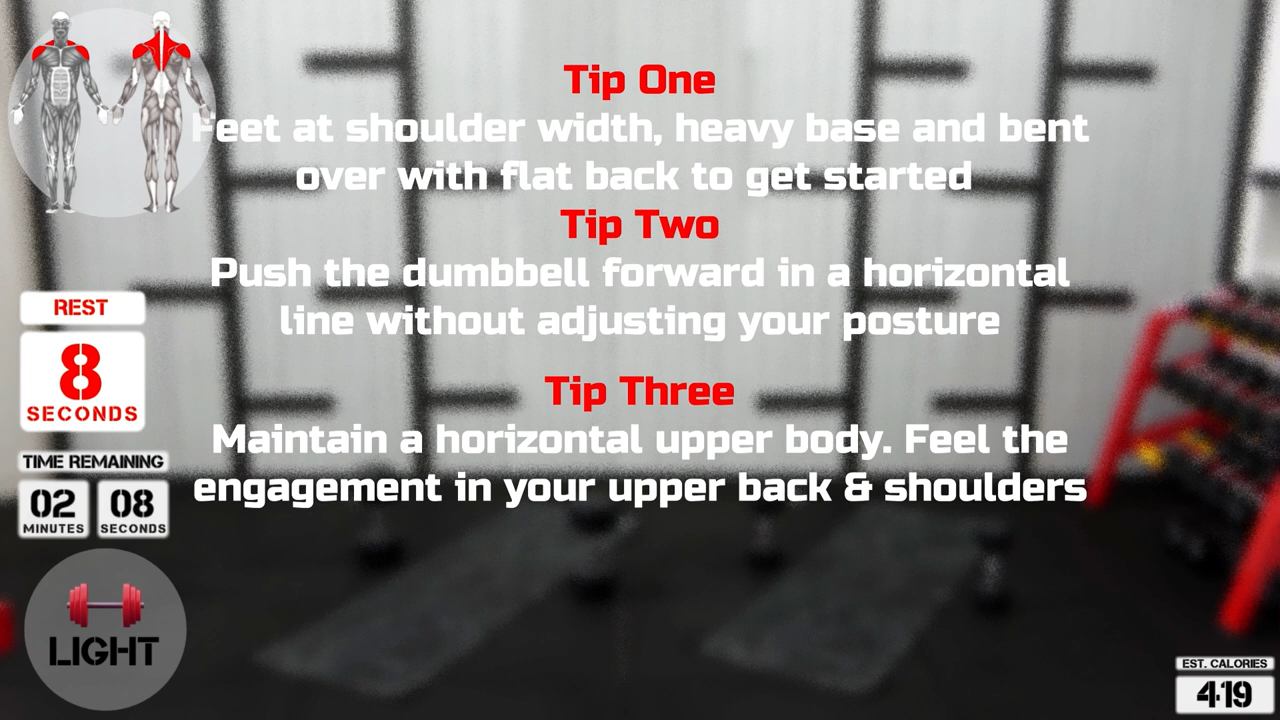 Tip One
Feet at shoulder width, heavy base and bent
over with flat back to get started
Tip Two
Push the dumbbell forward in a horizontal
line without adjusting your posture
Tip Three
Maintain a horizontal upper body. Feel the
engagement in your upper back & shoulders
REST
8
SECONDS
TIME REMAINING
02 08
MINUTES SECONDS
LIGHT
EST. CALORIES
419